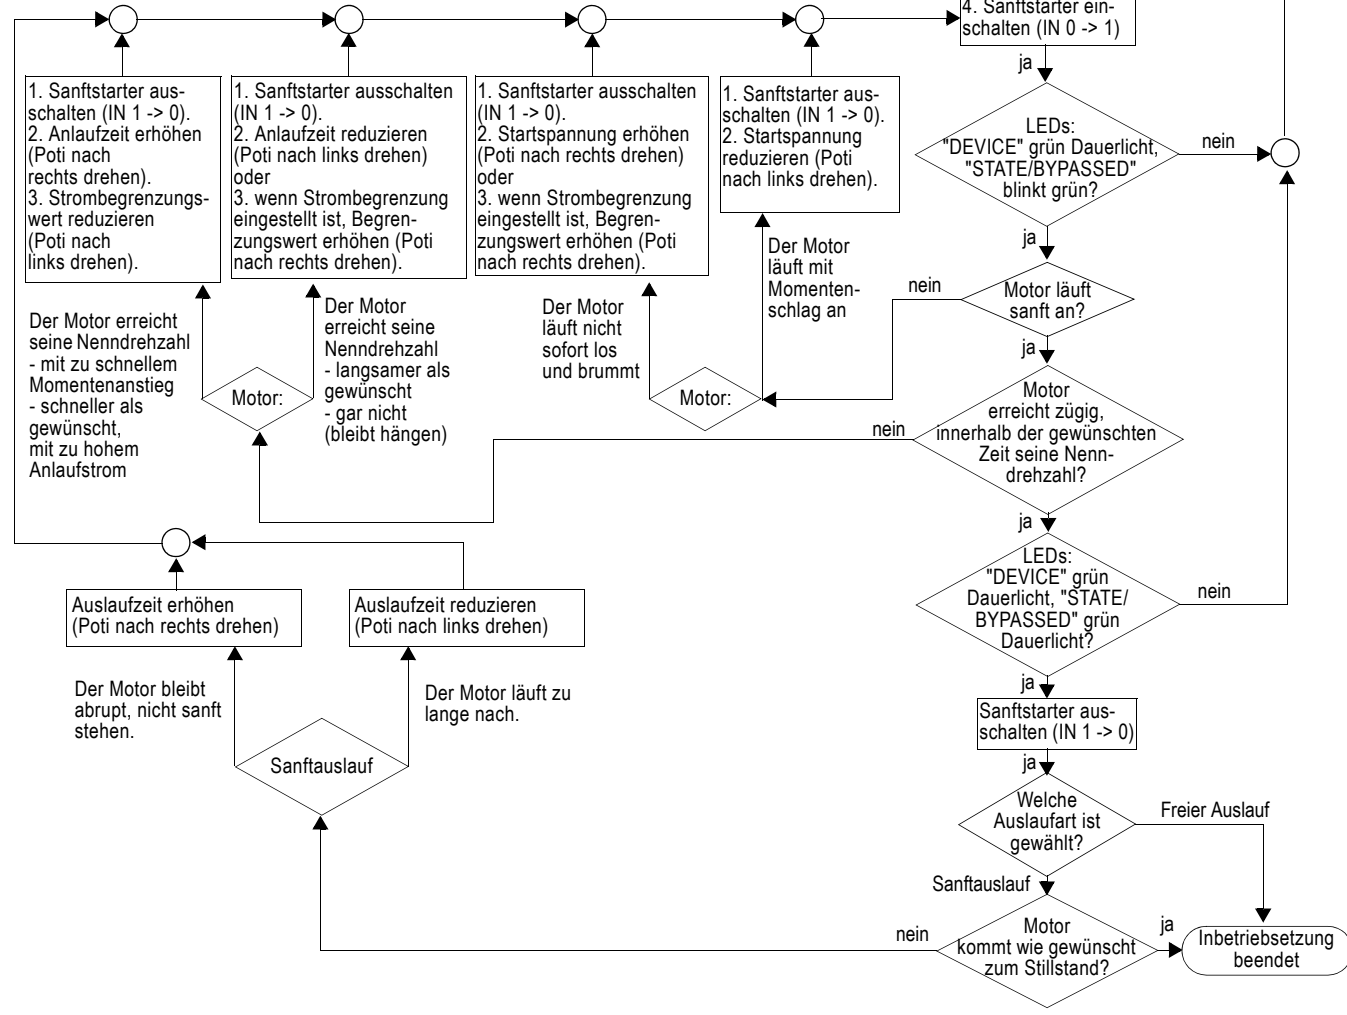 4. Sanftstarter ein-
schalten (IN 0 -> 1)
ja
1. Sanftstarter aus-
schalten (IN 1 -> 0).
2. Anlaufzeit erhöhen
(Poti nach
rechts drehen).
3. Strombegrenzungs-
wert reduzieren
(Poti nach
links drehen).
1. Sanftstarter ausschalten
(IN 1 -> 0).
2. Anlaufzeit reduzieren
(Poti nach links drehen)
oder
3. wenn Strombegrenzung
eingestellt ist, Begren-
zungswert erhöhen (Poti
nach rechts drehen).
1. Sanftstarter ausschalten
(IN 1 -> 0).
2. Startspannung erhöhen
(Poti nach rechts drehen)
oder
3. wenn Strombegrenzung
eingestellt ist, Begren-
zungswert erhöhen (Poti
nach rechts drehen).
1. Sanftstarter aus-
schalten (IN 1 -> 0).
2. Startspannung
reduzieren (Poti
nach links drehen).
LEDs:
"DEVICE" grün Dauerlicht,
"STATE/BYPASSED"
blinkt grün?
nein
ja
Der Motor
läuft mit
Momenten-
schlag an
nein
Motor läuft
sanft an?
ja
Der Motor erreicht
seine Nenndrehzahl
- mit zu schnellem
Momentenanstieg
- schneller als
gewünscht,
mit zu hohem
Anlaufstrom
Motor:
Der Motor
erreicht seine
Nenndrehzahl
- langsamer als
gewünscht
- gar nicht
(bleibt hängen)
Der Motor
läuft nicht
sofort los
und brummt
Motor:
nein
Motor
erreicht zügig,
innerhalb der gewünschten
Zeit seine Nenn-
drehzahl?
ja
LEDs:
"DEVICE" grün
Dauerlicht, "STATE/
BYPASSED" grün
Dauerlicht?
nein
ja
Auslaufzeit erhöhen
(Poti nach rechts drehen)
Auslaufzeit reduzieren
(Poti nach links drehen)
Der Motor bleibt
abrupt, nicht sanft
stehen.
Der Motor läuft zu
lange nach.
Sanftauslauf
Sanftstarter aus-
schalten (IN 1 -> 0)
ja
Welche
Auslaufart ist
gewählt?
Freier Auslauf
Sanftauslauf
nein
Motor
kommt wie gewünscht
zum Stillstand?
ja
Inbetriebsetzung
beendet